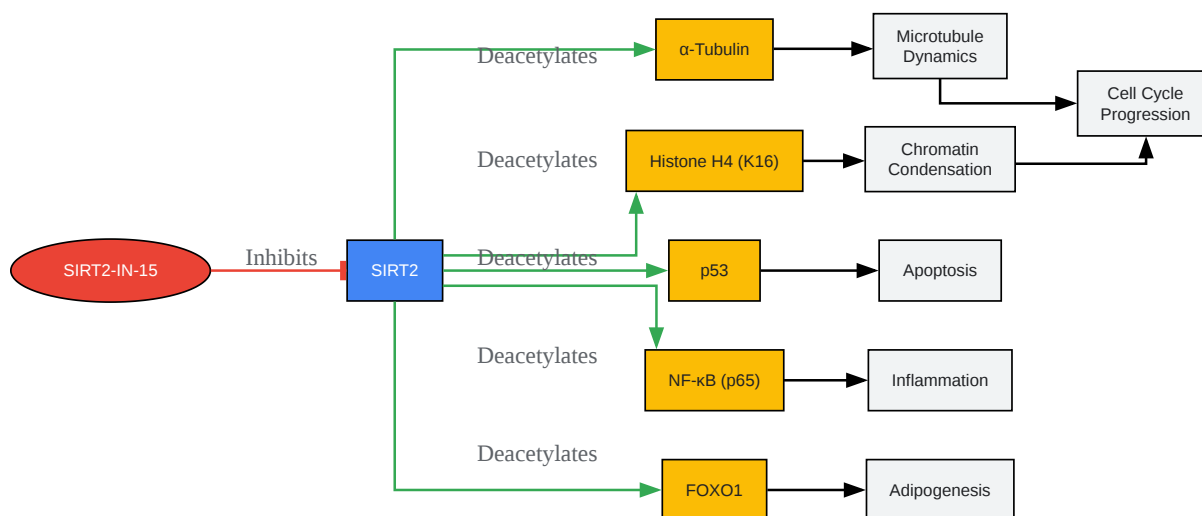 Deacetylates
α-Tubulin
Microtubule
Dynamics
Cell Cycle
Progression
Deacetylates
Histone H4 (K16)
Chromatin
Condensation
SIRT2-IN-15
Inhibits
SIRT2
Deacetylates
p53
Apoptosis
Deacetylates
NF-κB (p65)
Inflammation
Deacetylates
FOXO1
Adipogenesis